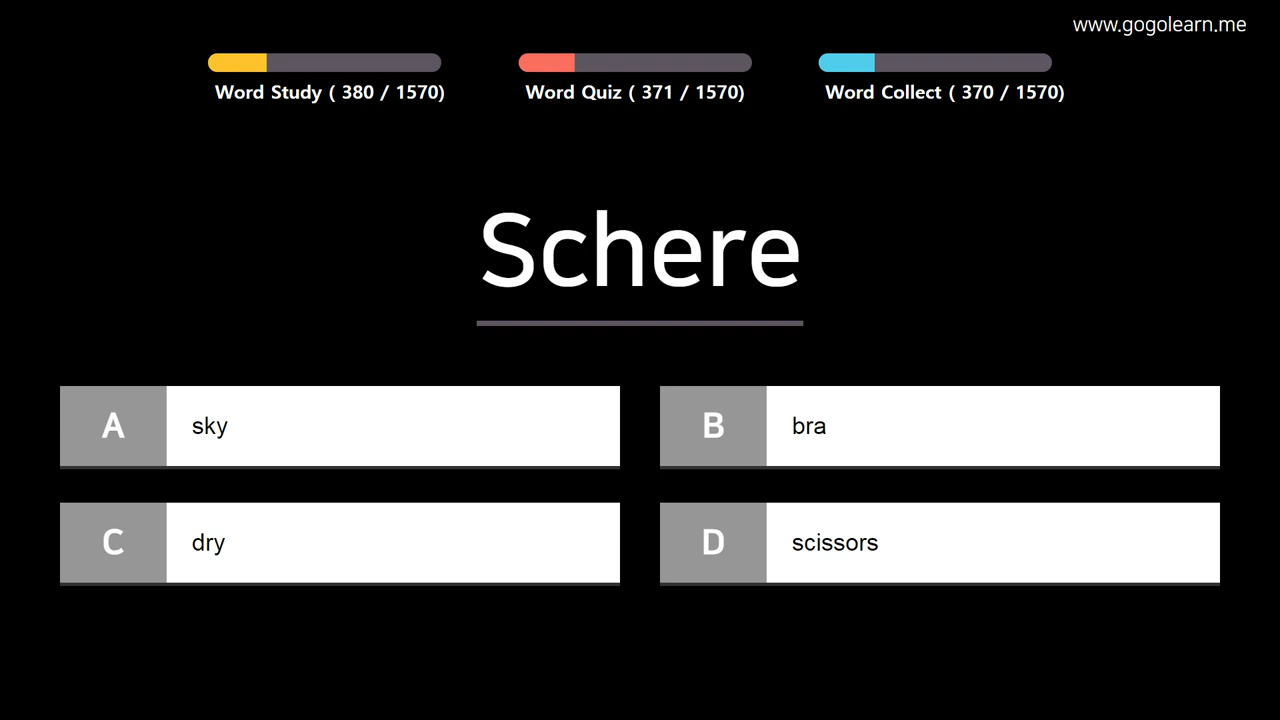 www.gogolearn.me
Word Study ( 380 / 1570)
Word Quiz ( 371 / 1570)
Word Collect ( 370 / 1570)
Schere
A sky
B bra
C dry
D scissors